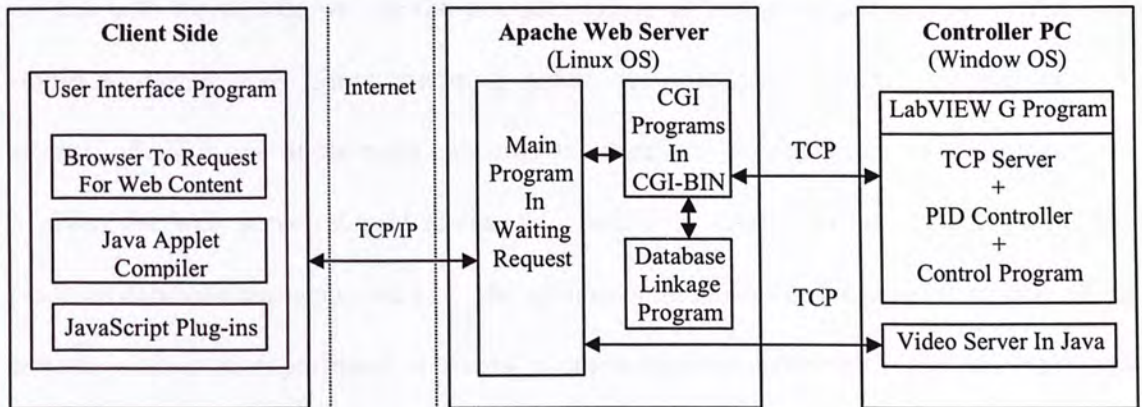 Client Side
User Interface Program
Browser To Request
For Web Content
Java Applet
Compiler
JavaScript Plug-ins
Internet
TCP/IP
Apache Web Server
(Linux OS)
Main
Program
In
Waiting
Request
CGI
Programs
In
CGI-BIN
Database
Linkage
Program
TCP
TCP
Controller PC
(Window OS)
LabVIEW G Program
TCP Server
+
PID Controller
+
Control Program
Video Server In Java